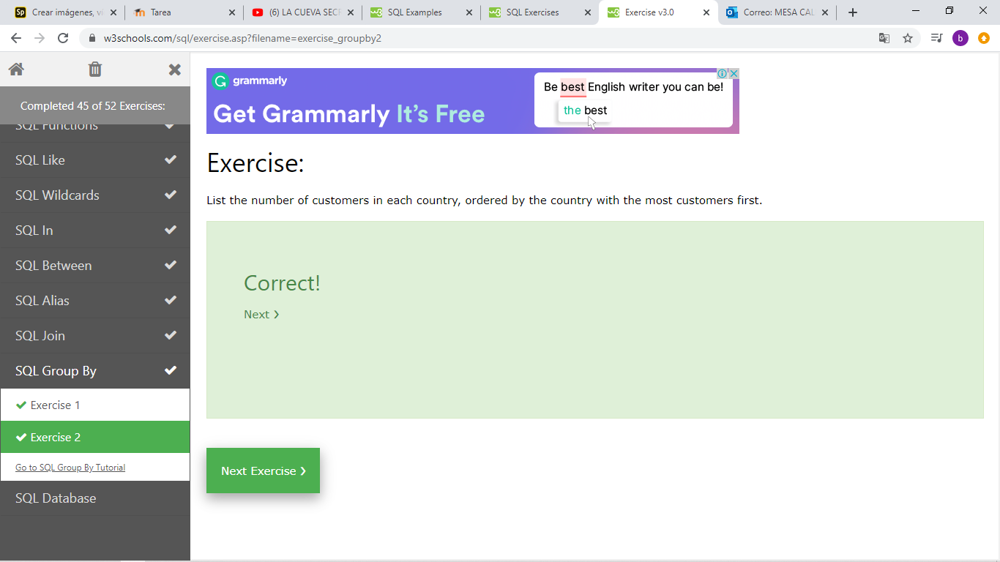 Crear imágenes, ví
Tarea
(6) LA CUEVA SECR
SQL Examples
SQL Exercises
Exercise v3.0
Correo: MESA CAL
w3schools.com/sql/exercise.asp?filename=exercise_groupby2
b
Completed 45 of 52 Exercises:
SQL Functions
SQL Like
SQL Wildcards
SQL In
SQL Between
SQL Alias
SQL Join
SQL Group By
Exercise 1
Exercise 2
Go to SQL Group By Tutorial
SQL Database
grammarly
Get Grammarly It's Free
Be best English writer you can be!
the best
Exercise:
List the number of customers in each country, ordered by the country with the most customers first.
Correct!
Next ❯
Next Exercise ❯